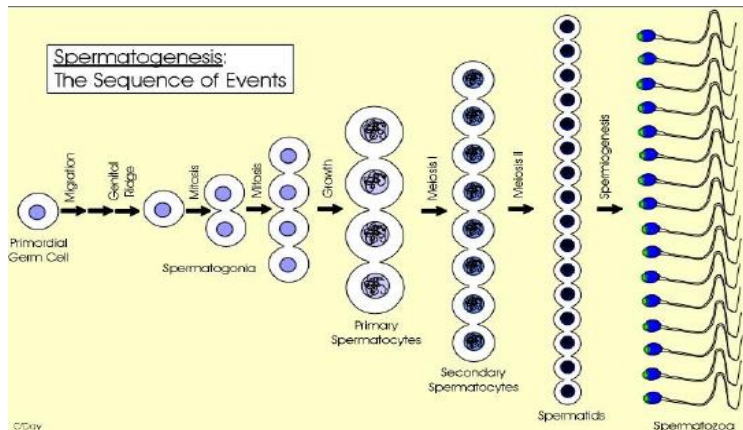 Spermatogenesis:
The Sequence of Events
Migration
Genital
Ridge
Mitosis
Mitosis
Growth
Meiosis I
Meiosis II
Spermiogenesis
Primordial
Germ Cell
Spermatogonia
Primary
Spermatocytes
Secondary
Spermatocytes
Spermatids
Spermatozoa
C/Day